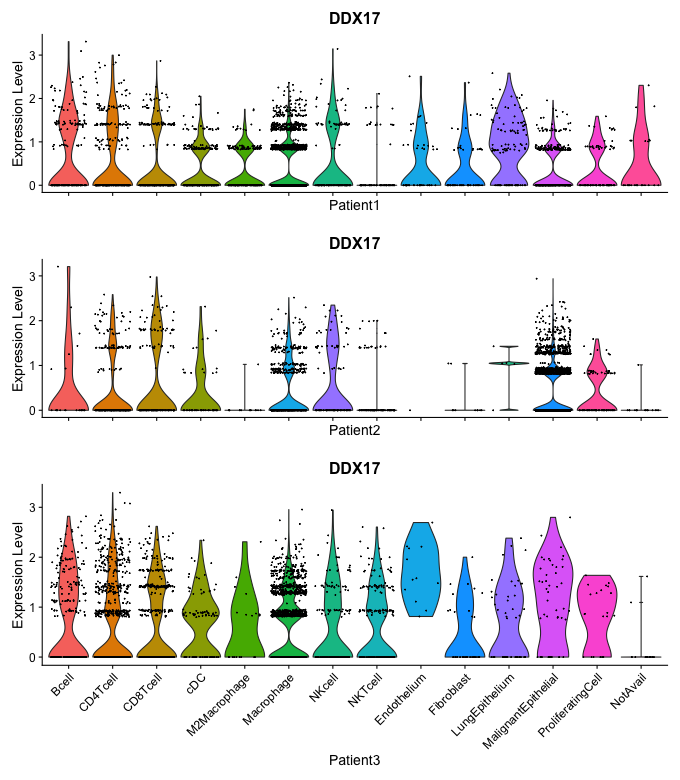 DDX17
Expression Level
3
2
1
0
Patient1
DDX17
Expression Level
3
2
1
0
Patient2
DDX17
Expression Level
3
2
1
0
Bcell
CD4Tcell
CD8Tcell
cDC
M2Macrophage
Macrophage
NKcell
NKTcell
Endothelium
Fibroblast
LungEpithelium
MalignantEpithelial
ProliferatingCell
NotAvail
Patient3